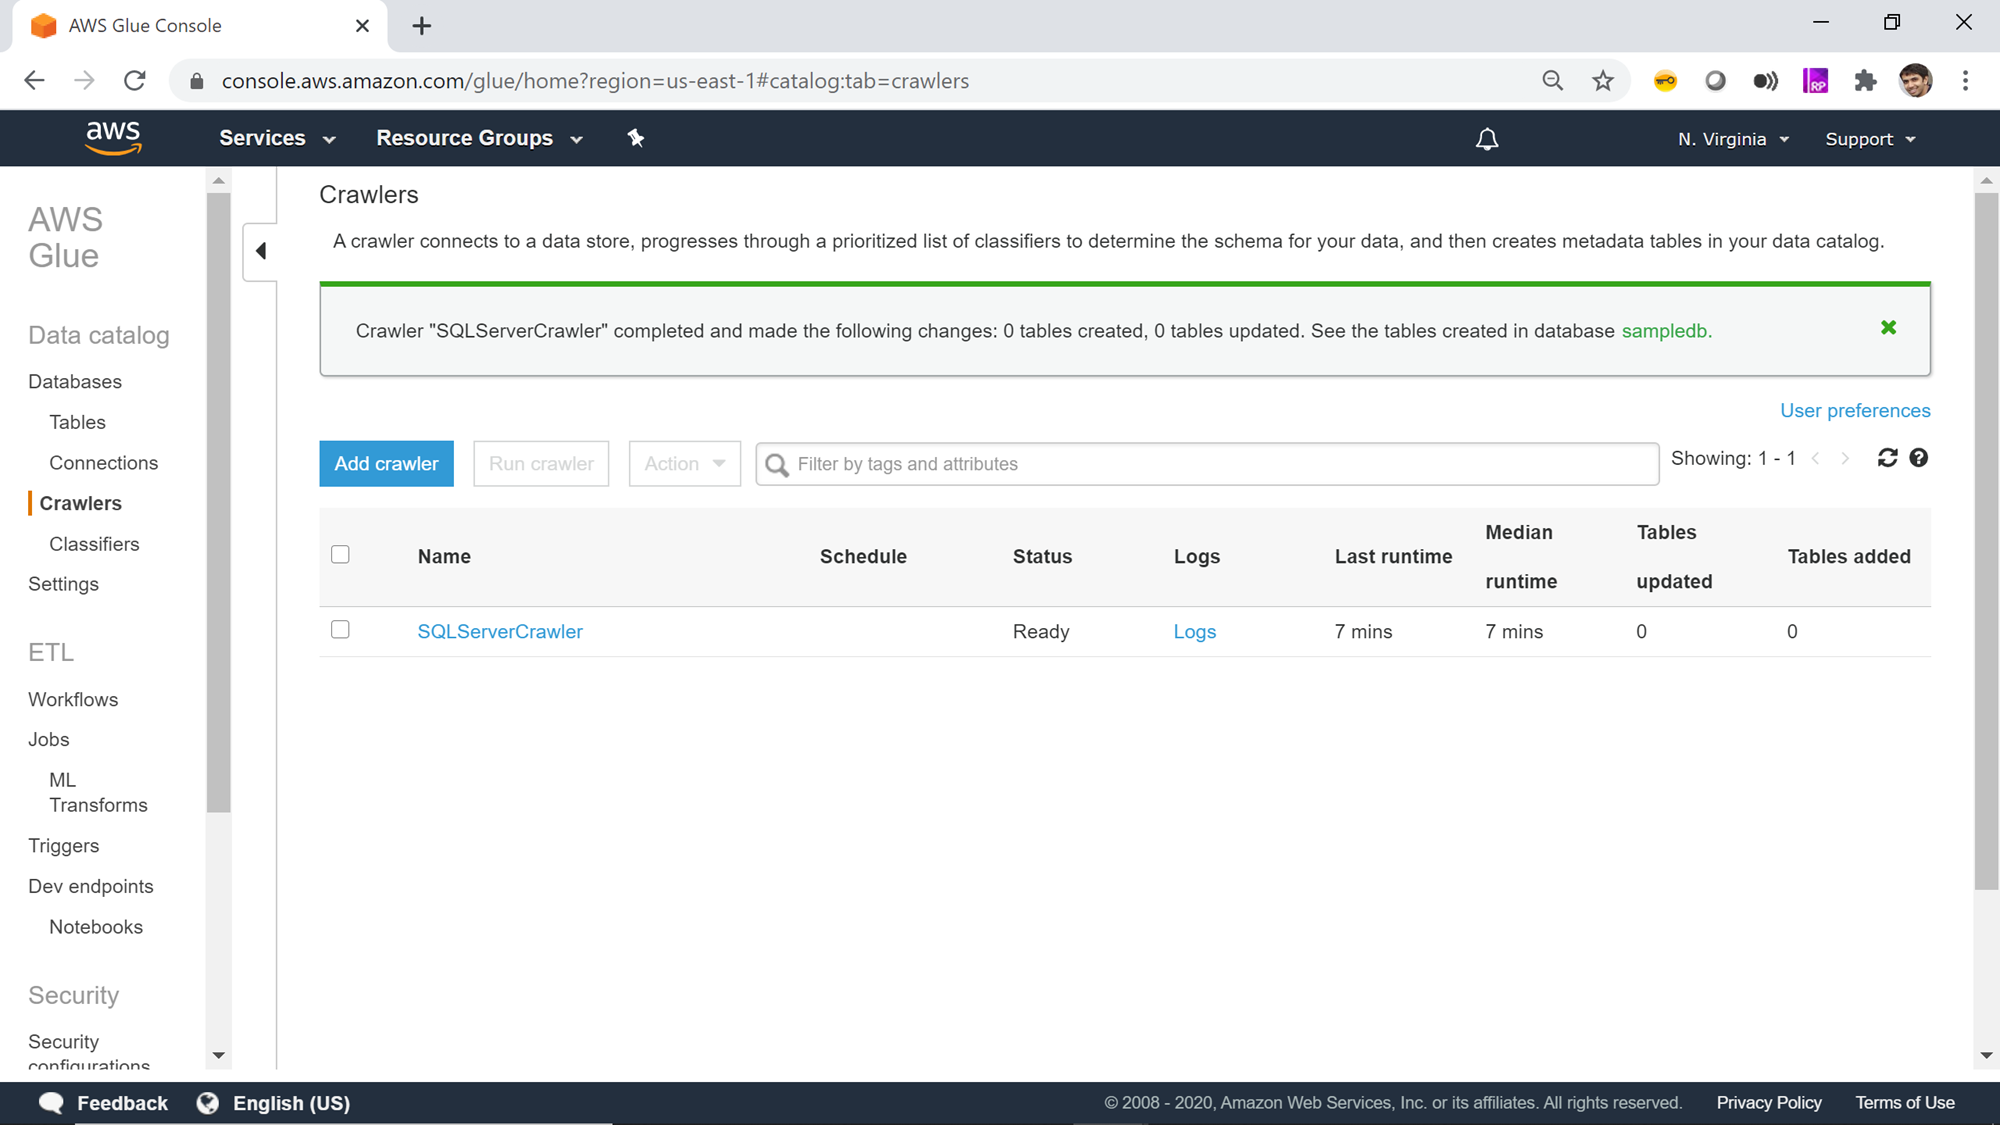 AWS Glue Console
console.aws.amazon.com/glue/home?region=us-east-1#catalog:tab=crawlers
RP
aws
Services
Resource Groups
N. Virginia
Support
AWS
Glue
Data catalog
Databases
Tables
Connections
Crawlers
Classifiers
Settings
ETL
Workflows
Jobs
ML
Transforms
Triggers
Dev endpoints
Notebooks
Security
Security
configurations
Crawlers
A crawler connects to a data store, progresses through a prioritized list of classifiers to determine the schema for your data, and then creates metadata tables in your data catalog.
Crawler "SQLServerCrawler" completed and made the following changes: 0 tables created, 0 tables updated. See the tables created in database sampledb.
User preferences
Add crawler
Run crawler
Action
Filter by tags and attributes
Showing: 1 - 1
Name
Schedule
Status
Logs
Last runtime
Median
runtime
Tables
updated
Tables added
SQLServerCrawler
Ready
Logs
7 mins
7 mins
0
0
Feedback
English (US)
© 2008 - 2020, Amazon Web Services, Inc. or its affiliates. All rights reserved.
Privacy Policy
Terms of Use